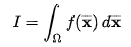 I = ∫_Ω f(x̅) dx̅